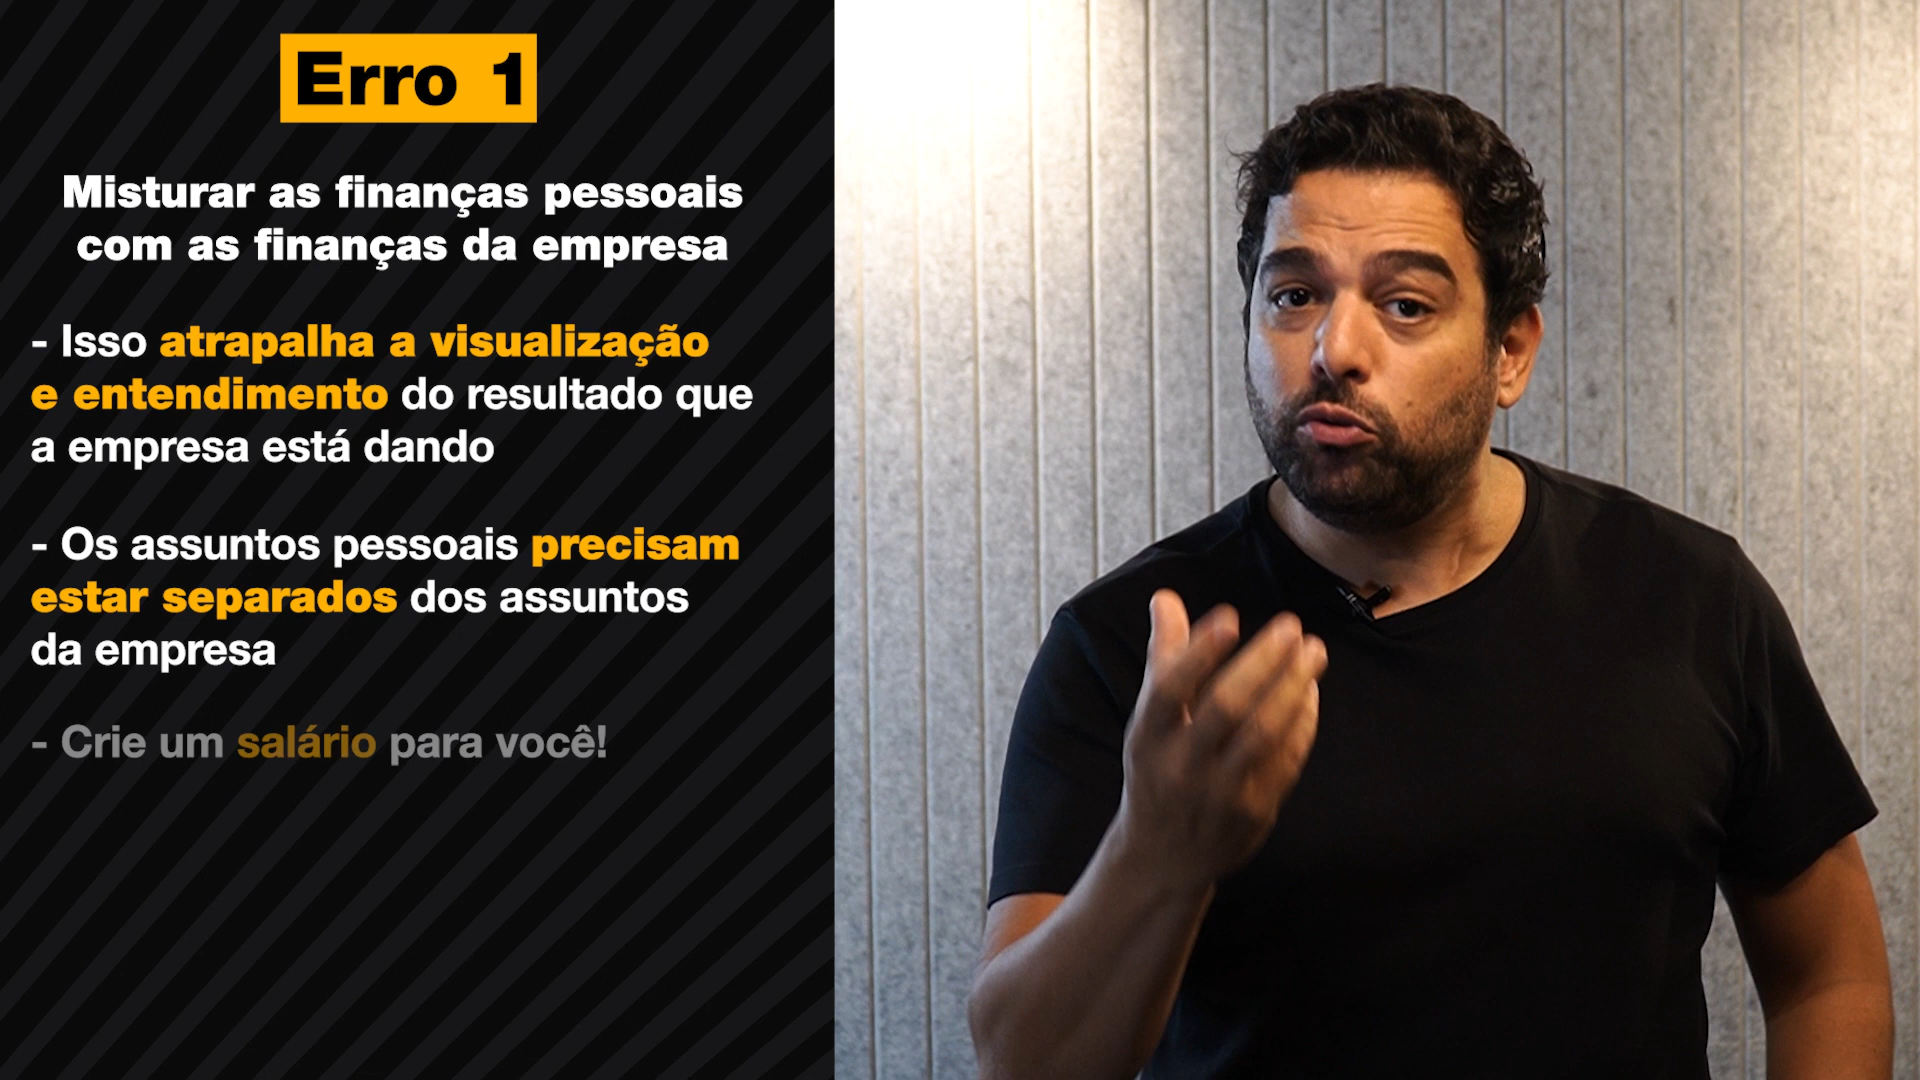 Erro 1
Misturar as finanças pessoais
com as finanças da empresa
- Isso atrapalha a visualização
e entendimento do resultado que
a empresa está dando
- Os assuntos pessoais precisam
estar separados dos assuntos
da empresa
- Crie um salário para você!